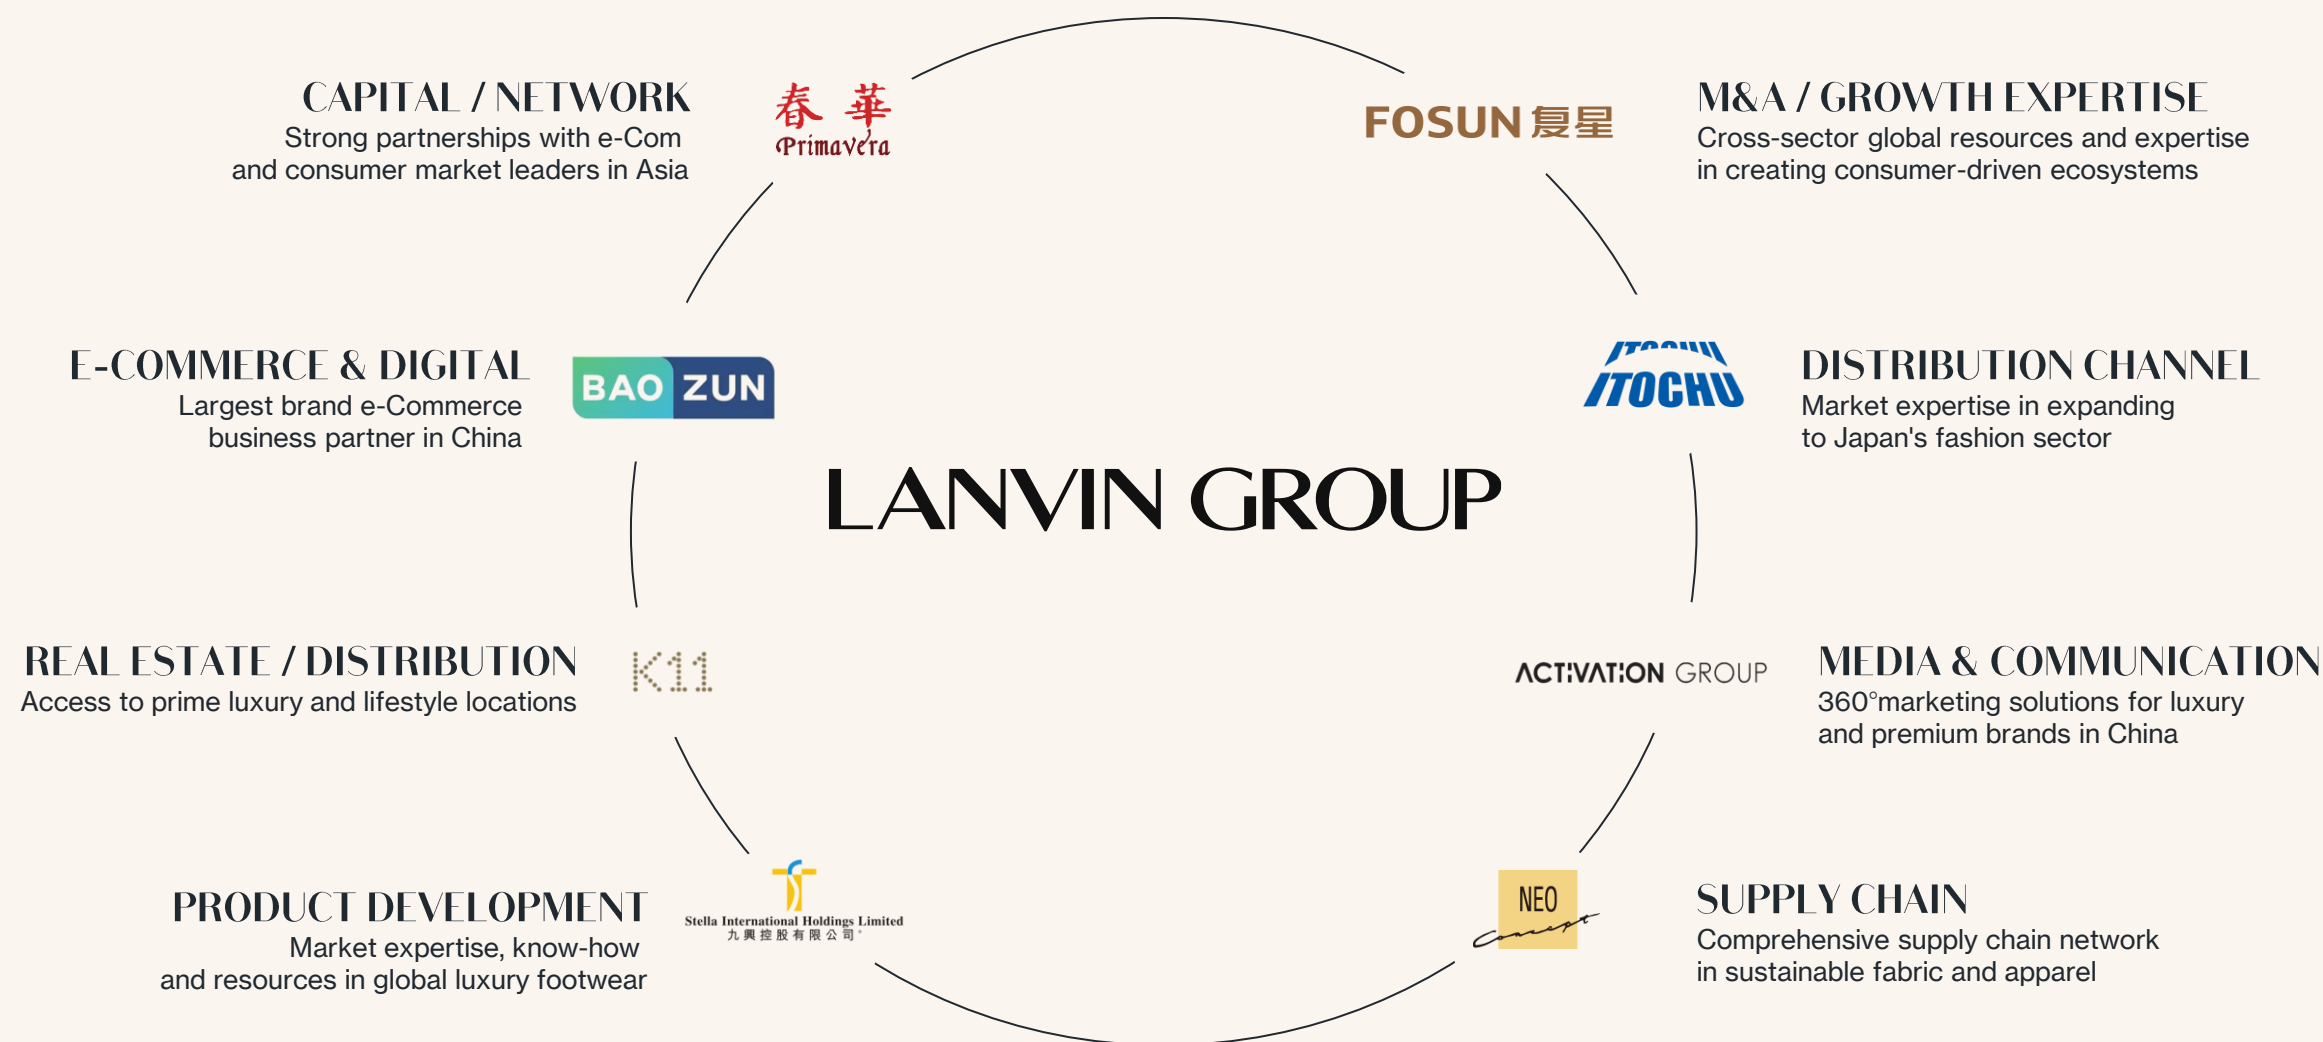 CAPITAL / NETWORK
Strong partnerships with e-Com
and consumer market leaders in Asia
春 華
Primavera
FOSUN 复星
M&A / GROWTH EXPERTISE
Cross-sector global resources and expertise
in creating consumer-driven ecosystems
E-COMMERCE & DIGITAL
Largest brand e-Commerce
business partner in China
BAO ZUN
ITOCHU
ITOCHU
DISTRIBUTION CHANNEL
Market expertise in expanding
to Japan's fashion sector
LANVIN GROUP
REAL ESTATE / DISTRIBUTION
Access to prime luxury and lifestyle locations
K11
ACTIVATION GROUP
MEDIA & COMMUNICATION
360°marketing solutions for luxury
and premium brands in China
PRODUCT DEVELOPMENT
Market expertise, know-how
and resources in global luxury footwear
Stella International Holdings Limited
九興控股有限公司
NEO
Concept
SUPPLY CHAIN
Comprehensive supply chain network
in sustainable fabric and apparel